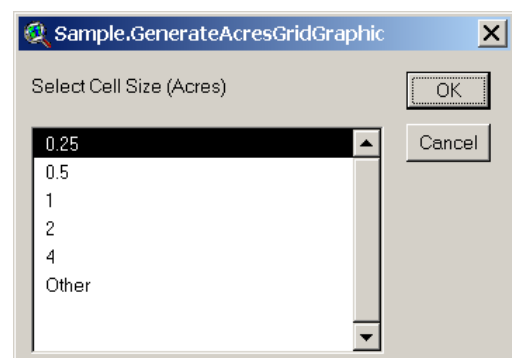 Sample.GenerateAcresGridGraphic
Select Cell Size (Acres)
OK
Cancel
0.25
0.5
1
2
4
Other